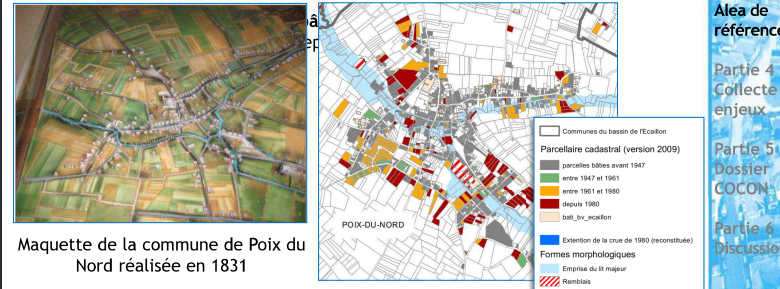 Maquette de la commune de Poix du
Nord réalisée en 1831
POIX-DU-NORD
Communes du bassin de l'Ecaillon
Parcellaire cadastral (version 2009)
parcelles bâties avant 1947
entre 1947 et 1961
entre 1961 et 1980
depuis 1980
bati_bv_ecaillon
Extention de la crue de 1980 (reconstituée)
Formes morphologiques
Emprise du lit majeur
Remblais
Alea de
référence
Partie 4
Collecte
enjeux
Partie 5
Dossier
COCON
Partie 6
Discussion